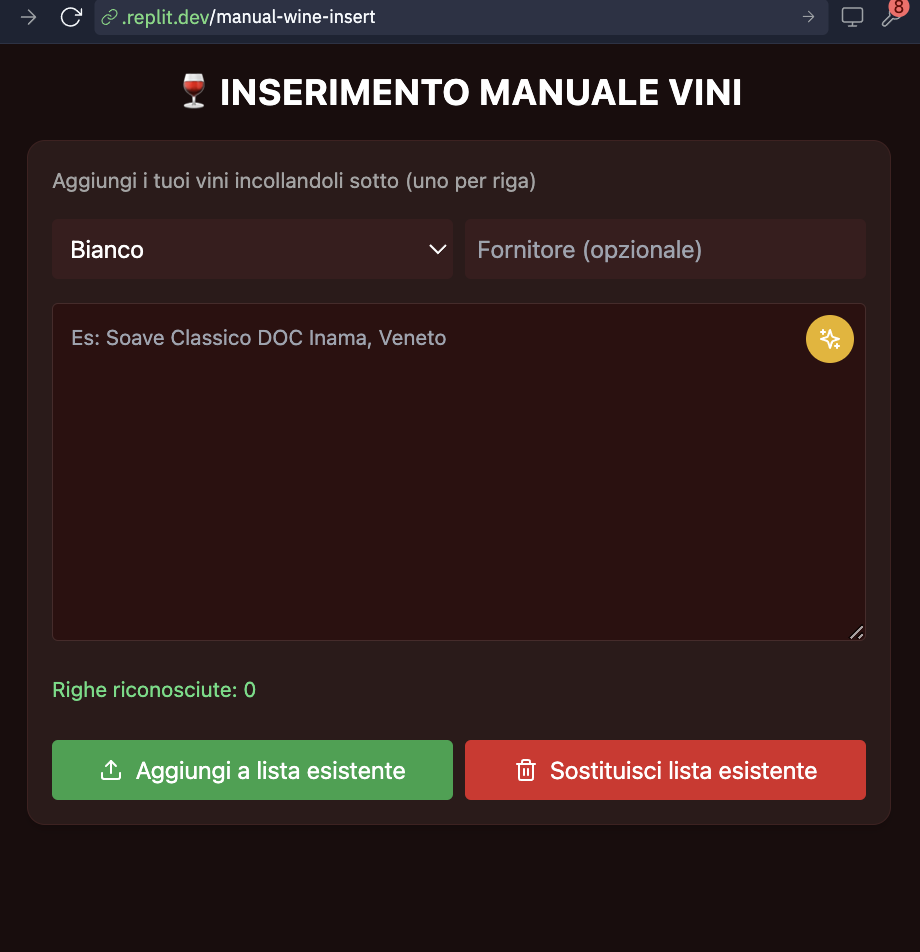 .replit.dev/manual-wine-insert
8
INSERIMENTO MANUALE VINI
Aggiungi i tuoi vini incollandoli sotto (uno per riga)
Bianco
Fornitore (opzionale)
Es: Soave Classico DOC Inama, Veneto
Righe riconosciute: 0
Aggiungi a lista esistente
Sostituisci lista esistente